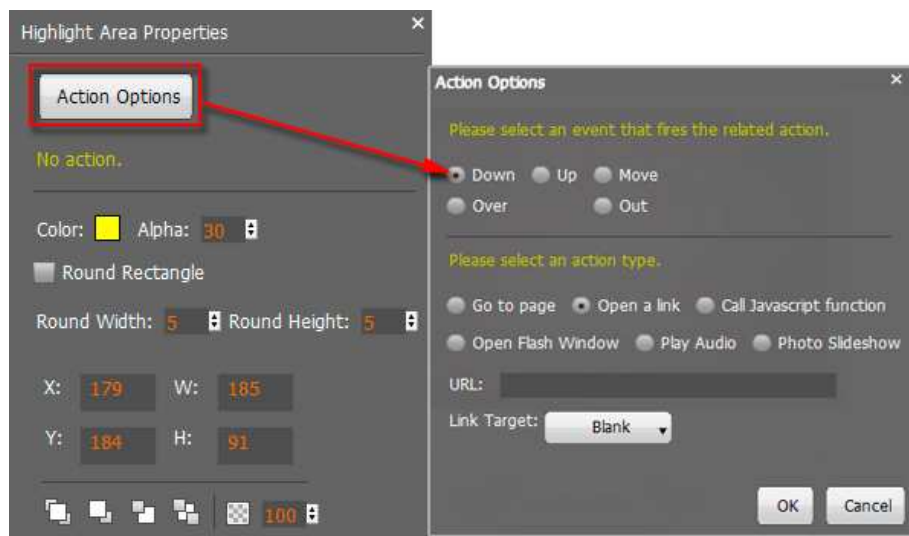 Highlight Area Properties
Action Options
No action.
Color: Alpha: 30
Round Rectangle
Round Width: 5 Round Height: 5
X: 179 W: 185
Y: 184 H: 91
100
Action Options
Please select an event that fires the related action.
Down Up Move
Over Out
Please select an action type.
Go to page Open a link Call Javascript function
Open Flash Window Play Audio Photo Slideshow
URL:
Link Target: Blank
OK Cancel